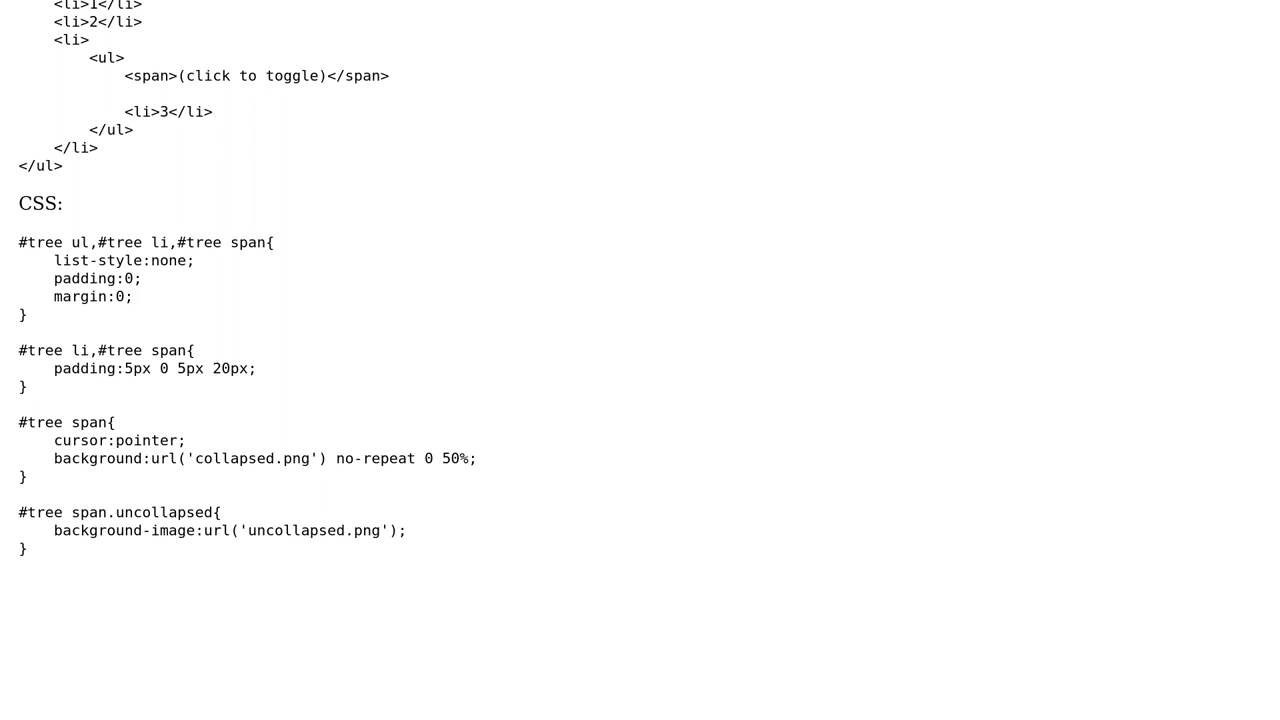 <li>1</li>
<li>2</li>
<li>
<ul>
<span>(click to toggle)</span>
<li>3</li>
</ul>
</li>
</ul>
CSS:
#tree ul,#tree li,#tree span{
list-style:none;
padding:0;
margin:0;
}
#tree li,#tree span{
padding:5px 0 5px 20px;
}
#tree span{
cursor:pointer;
background:url('collapsed.png') no-repeat 0 50%;
}
#tree span.uncollapsed{
background-image:url('uncollapsed.png');
}